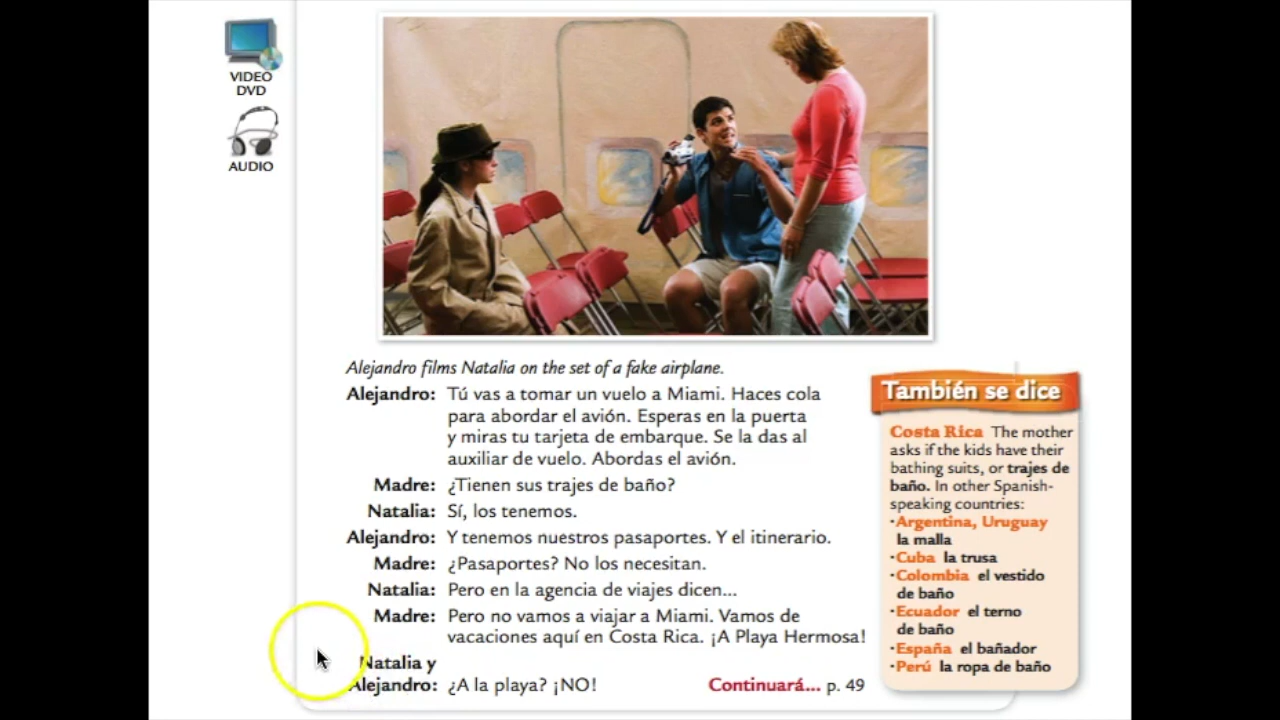 VIDEO
DVD
AUDIO
Alejandro films Natalia on the set of a fake airplane.
Alejandro: Tú vas a tomar un vuelo a Miami. Haces cola
para abordar el avión. Esperas en la puerta
y miras tu tarjeta de embarque. Se la das al
auxiliar de vuelo. Abordas el avión.
Madre: ¿Tienen sus trajes de baño?
Natalia: Sí, los tenemos.
Alejandro: Y tenemos nuestros pasaportes. Y el itinerario.
Madre: ¿Pasaportes? No los necesitan.
Natalia: Pero en la agencia de viajes dicen...
Madre: Pero no vamos a viajar a Miami. Vamos de
vacaciones aquí en Costa Rica. ¡A Playa Hermosa!
Natalia y
Alejandro: ¿A la playa? ¡NO!
Continuará... p. 49
También se dice
Costa Rica The mother
asks if the kids have their
bathing suits, or trajes de
baño. In other Spanish-
speaking countries:
·Argentina, Uruguay
la malla
·Cuba la trusa
·Colombia el vestido
de baño
·Ecuador el terno
de baño
·España el bañador
·Perú la ropa de baño